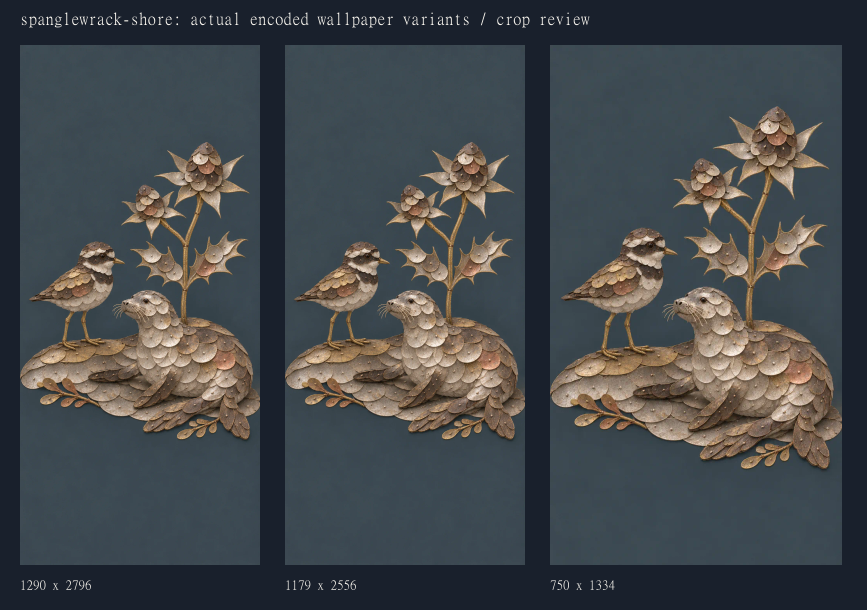 spanglewrack-shore: actual encoded wallpaper variants / crop review
1290 x 2796
1179 x 2556
750 x 1334